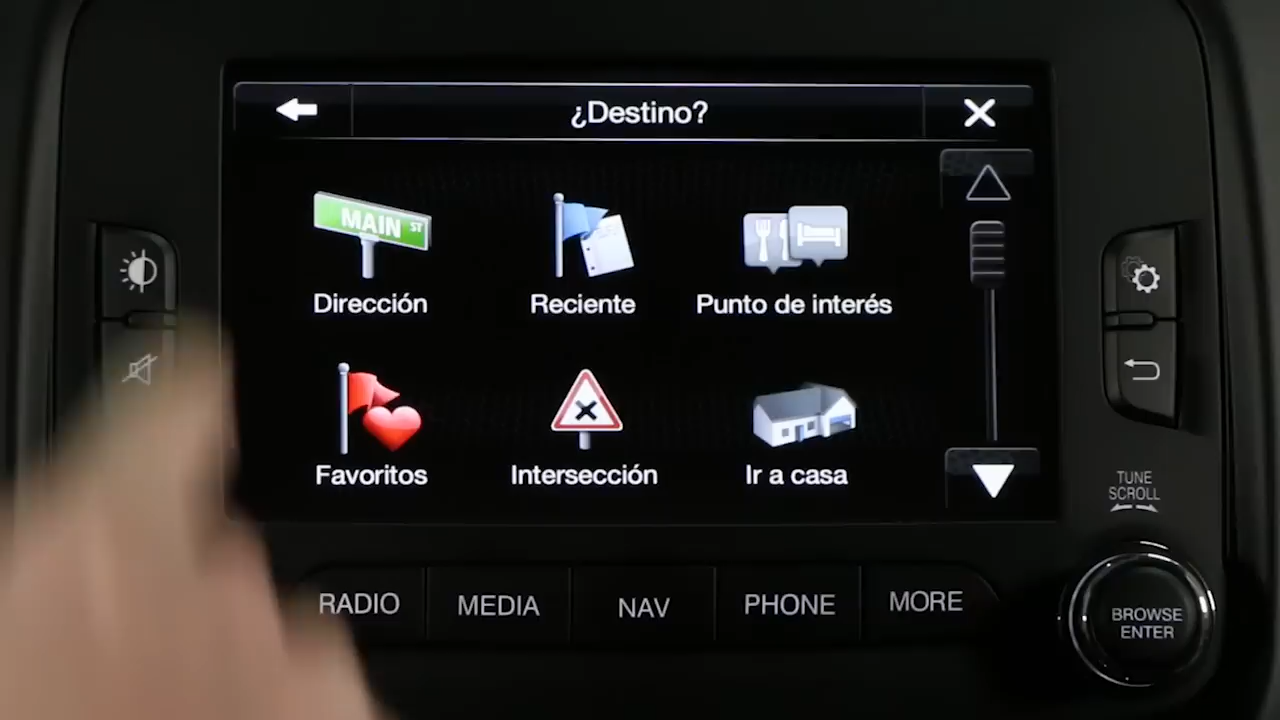 ¿Destino?
MAIN ST
Dirección
Reciente
Punto de interés
Favoritos
Intersección
Ir a casa
TUNE
SCROLL
RADIO
MEDIA
NAV
PHONE
MORE
BROWSE
ENTER